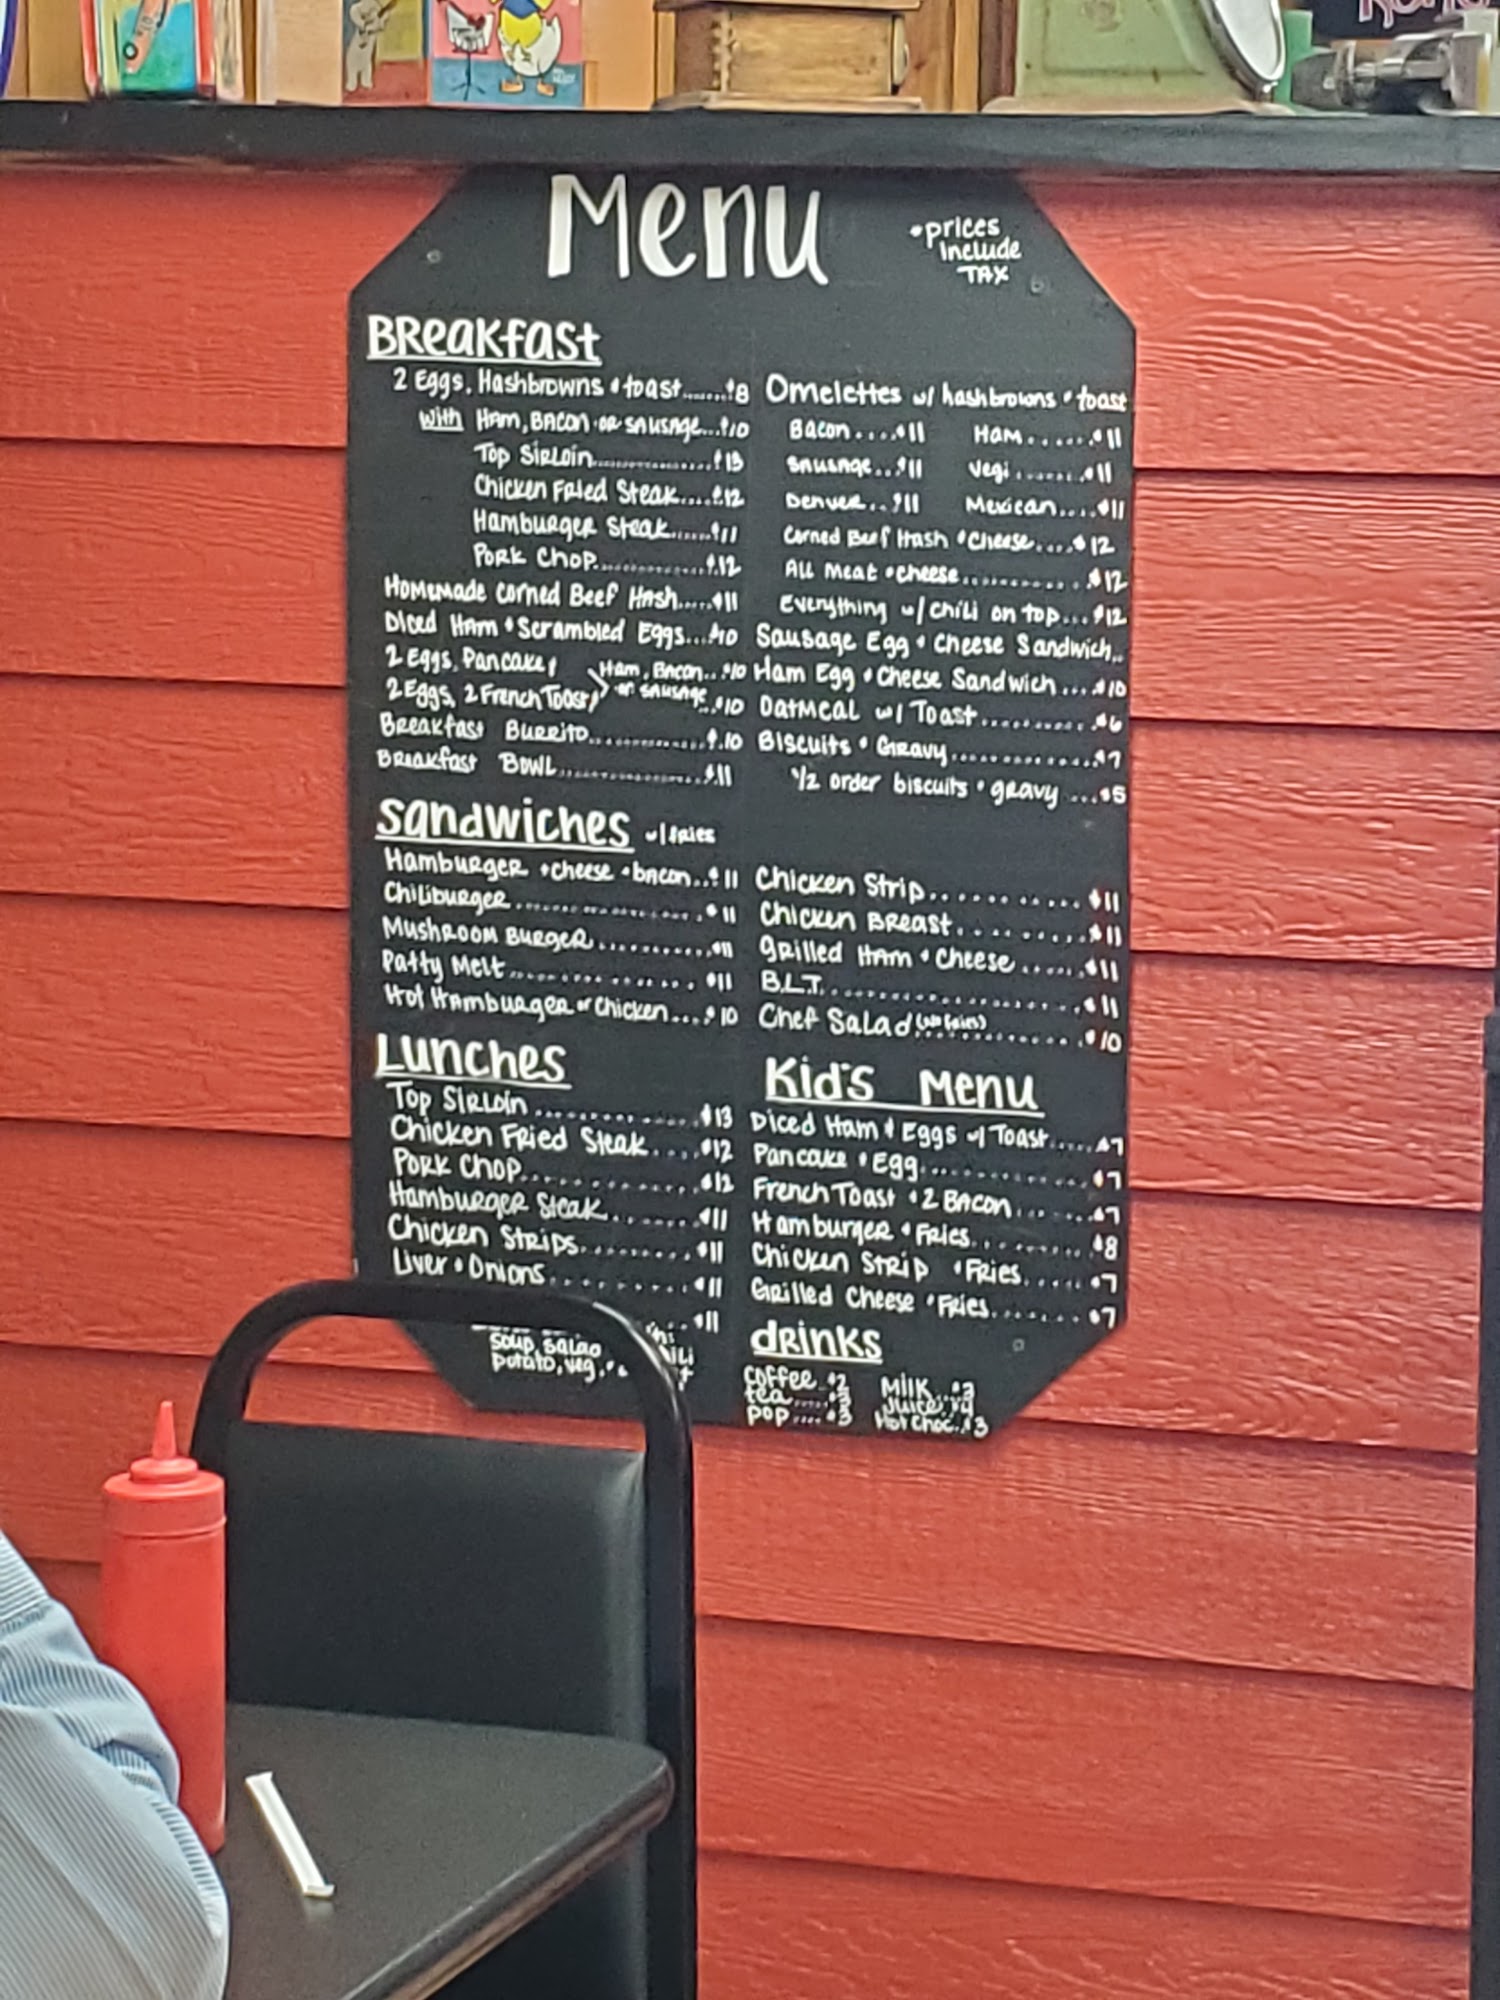 Menu
•prices
include
TAX
Breakfast
2 Eggs, Hashbrowns & toast.......$8
with Ham, Bacon or Sausage...$10
Top Sirloin..............$13
Chicken Fried Steak.....$12
Hamburger Steak......$11
Pork Chop..............$12
Homemade Corned Beef Hash.....$11
Diced Ham & Scrambled Eggs...$10
2 Eggs, Pancake, Ham, Bacon..$10
2 Eggs, 2 French Toast, or sausage..$10
Breakfast Burrito..............$10
Breakfast Bowl................$11
Omelettes w/ hashbrowns & toast
Bacon....$11 Ham.......$11
Sausage...$11 Vegi........$11
Denver...$11 Mexican....$11
Corned Beef Hash & Cheese....$12
All Meat & cheese............$12
Everything w/ chili on top...$12
Sausage Egg & Cheese Sandwich..
Ham Egg & Cheese Sandwich...$10
Oatmeal w/ Toast...........$6
Biscuits & Gravy..............$7
1/2 order biscuits & gravy ...$5
Sandwiches w/ fries
Hamburger & cheese & bacon..$11
Chiliburger...................$11
Mushroom Burger............$11
Patty Melt..................$11
Hot Hamburger or Chicken....$10
Chicken Strip............$11
Chicken Breast...........$11
Grilled Ham & Cheese......$11
B.L.T.....................$11
Chef Salad (no fries)..............$10
Lunches
Top Sirloin..............$13
Chicken Fried Steak....$12
Pork Chop..............$12
Hamburger Steak.......$11
Chicken Strips..........$11
Liver & Onions..........$11
..$11
soup, salad
potato, veg,
Kid's Menu
Diced Ham & Eggs w/ Toast.....$7
Pancake & Egg..............$7
French Toast & 2 Bacon.......$7
Hamburger & Fries..........$8
Chicken Strip & Fries......$7
Grilled Cheese & Fries.......$7
drinks
Coffee..$2 Milk...$3
tea.....$3 Juice..$4
pop....$3 Hot Choc..$3